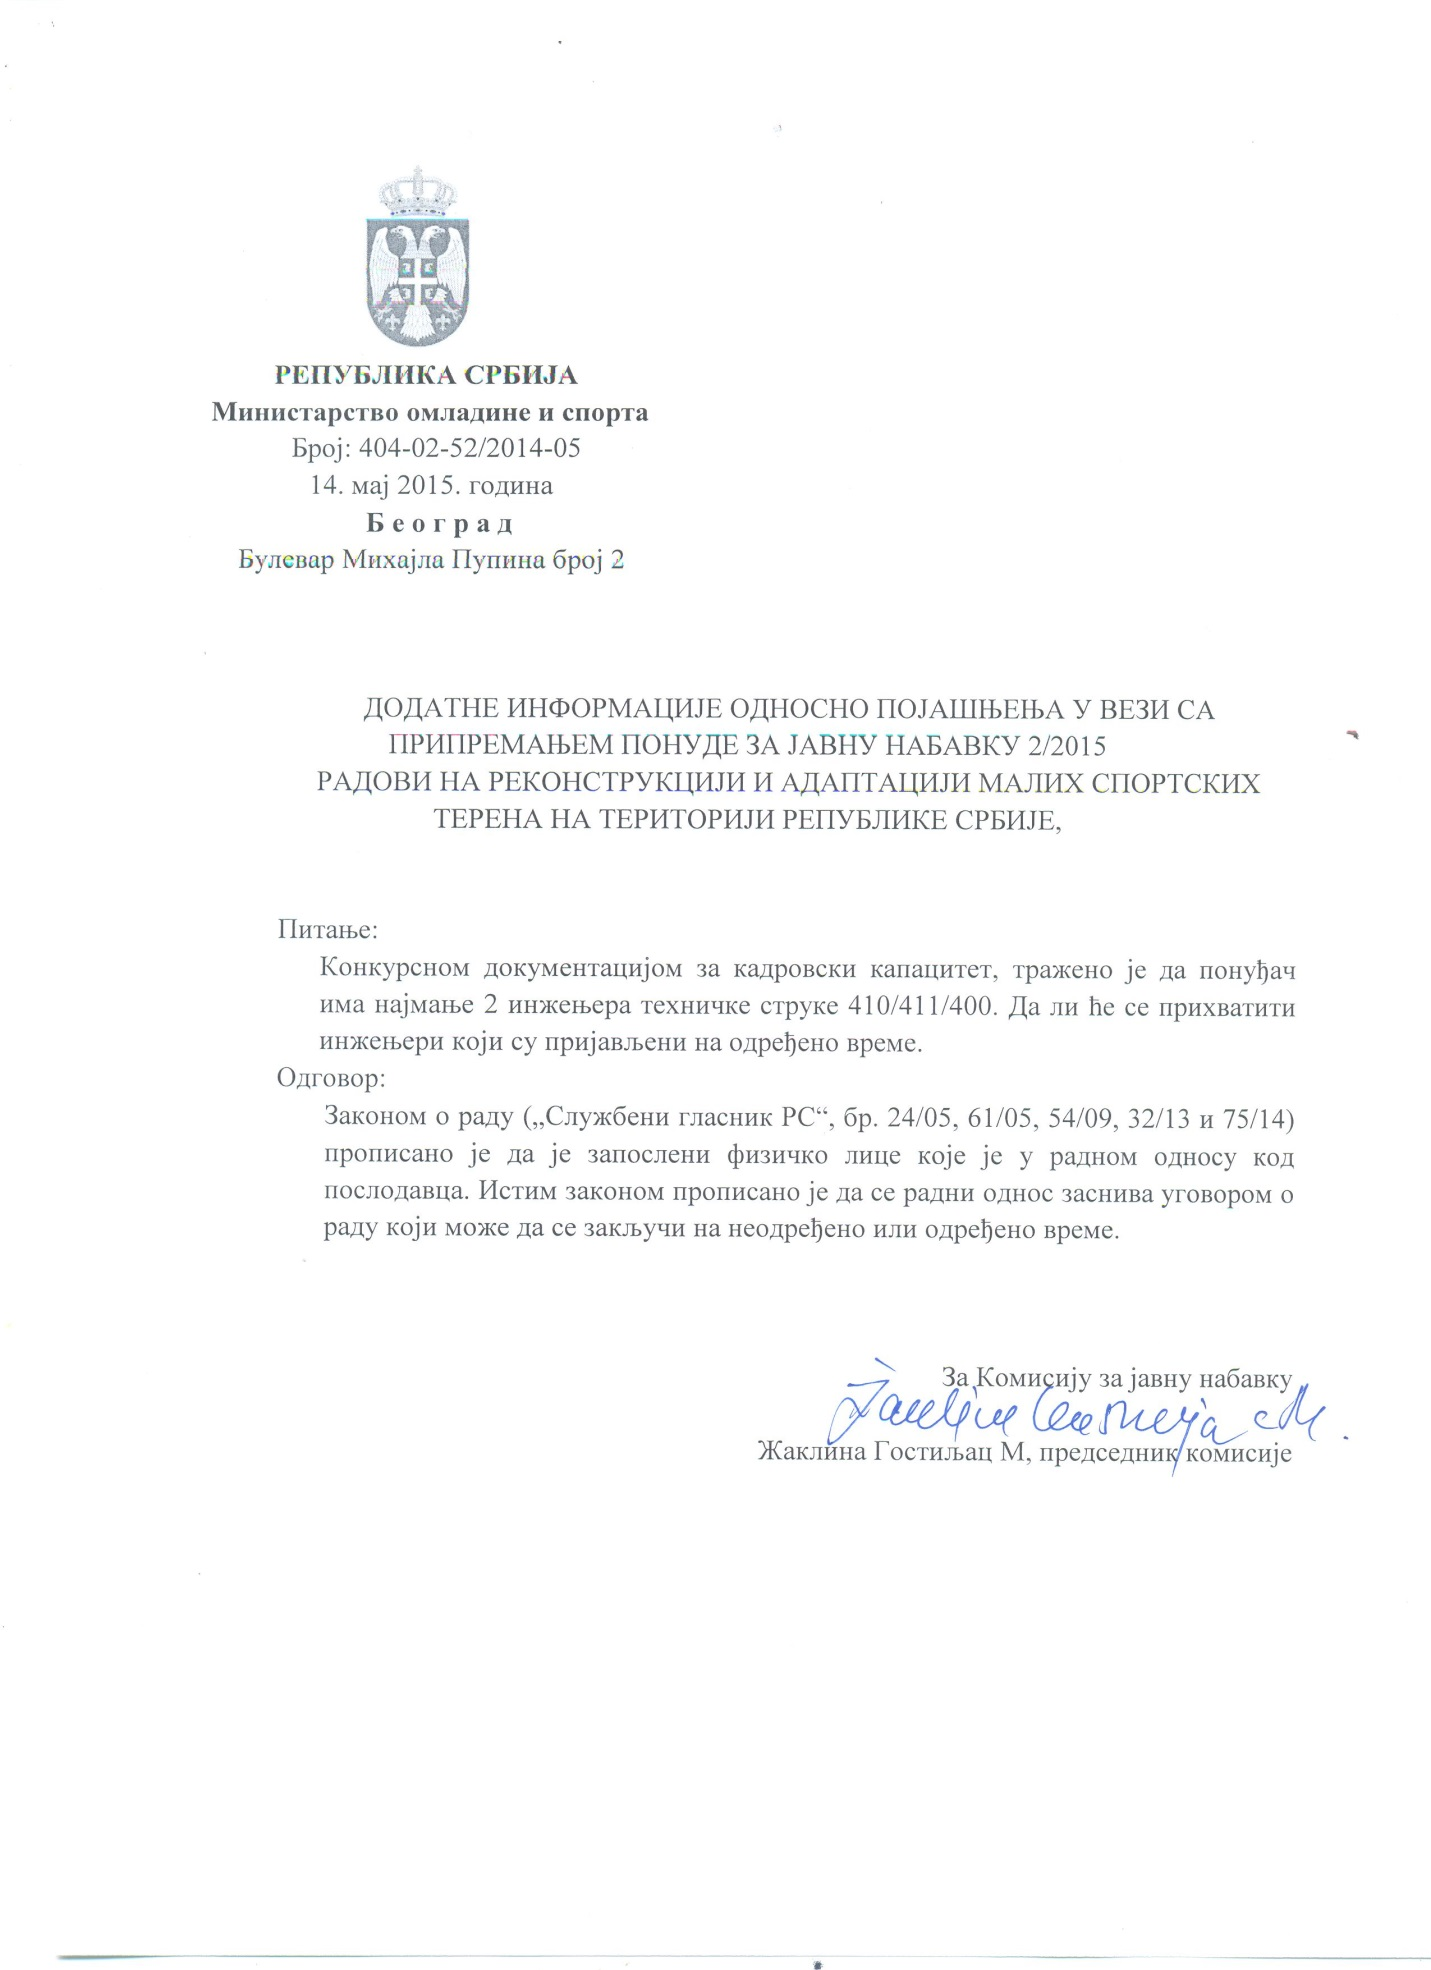 РЕПУБЛИКА СРБИЈА
Министарство омладине и спорта
Број: 404-02-52/2014-05
14. мај 2015. година
Б е о г р а д
Булевар Михајла Пупина број 2
ДОДАТНЕ ИНФОРМАЦИЈЕ ОДНОСНО ПОЈАШЊЕЊА У ВЕЗИ СА
ПРИПРЕМАЊЕМ ПОНУДЕ ЗА ЈАВНУ НАБАВКУ 2/2015
РАДОВИ НА РЕКОНСТРУКЦИЈИ И АДАПТАЦИЈИ МАЛИХ СПОРТСКИХ
ТЕРЕНА НА ТЕРИТОРИЈИ РЕПУБЛИКЕ СРБИЈЕ,
Питање:
Конкурсном документацијом за кадровски капацитет, тражено је да понуђач
има најмање 2 инжењера техничке струке 410/411/400. Да ли ће се прихватити
инжењери који су пријављени на одређено време.
Одговор:
Законом о раду („Службени гласник РС“, бр. 24/05, 61/05, 54/09, 32/13 и 75/14)
прописано је да је запослени физичко лице које је у радном односу код
послодавца. Истим законом прописано је да се радни однос заснива уговором о
раду који може да се закључи на неодређено или одређено време.
За Комисију за јавну набавку
Жаклина Гостиљац М, председник комисије